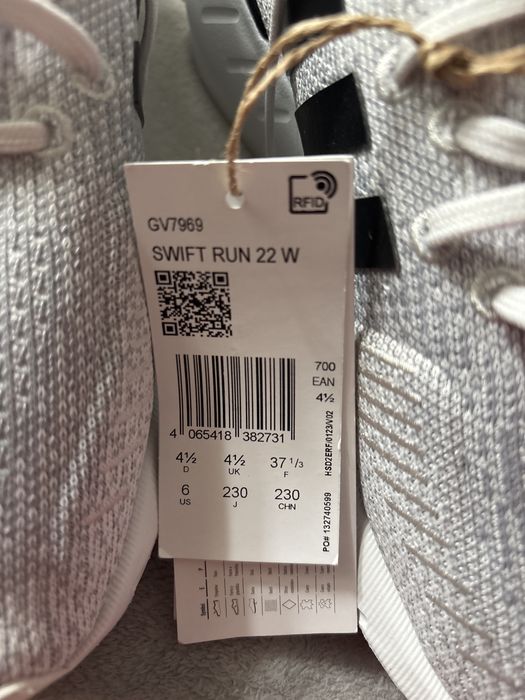 RFID
GV7969
SWIFT RUN 22 W
700
EAN
4½
4 065418 382731
4½ 4½ 37 1/3
D UK F
6 230 230
US J CHN
HSD2ERF/0123/V02
PO# 132740599